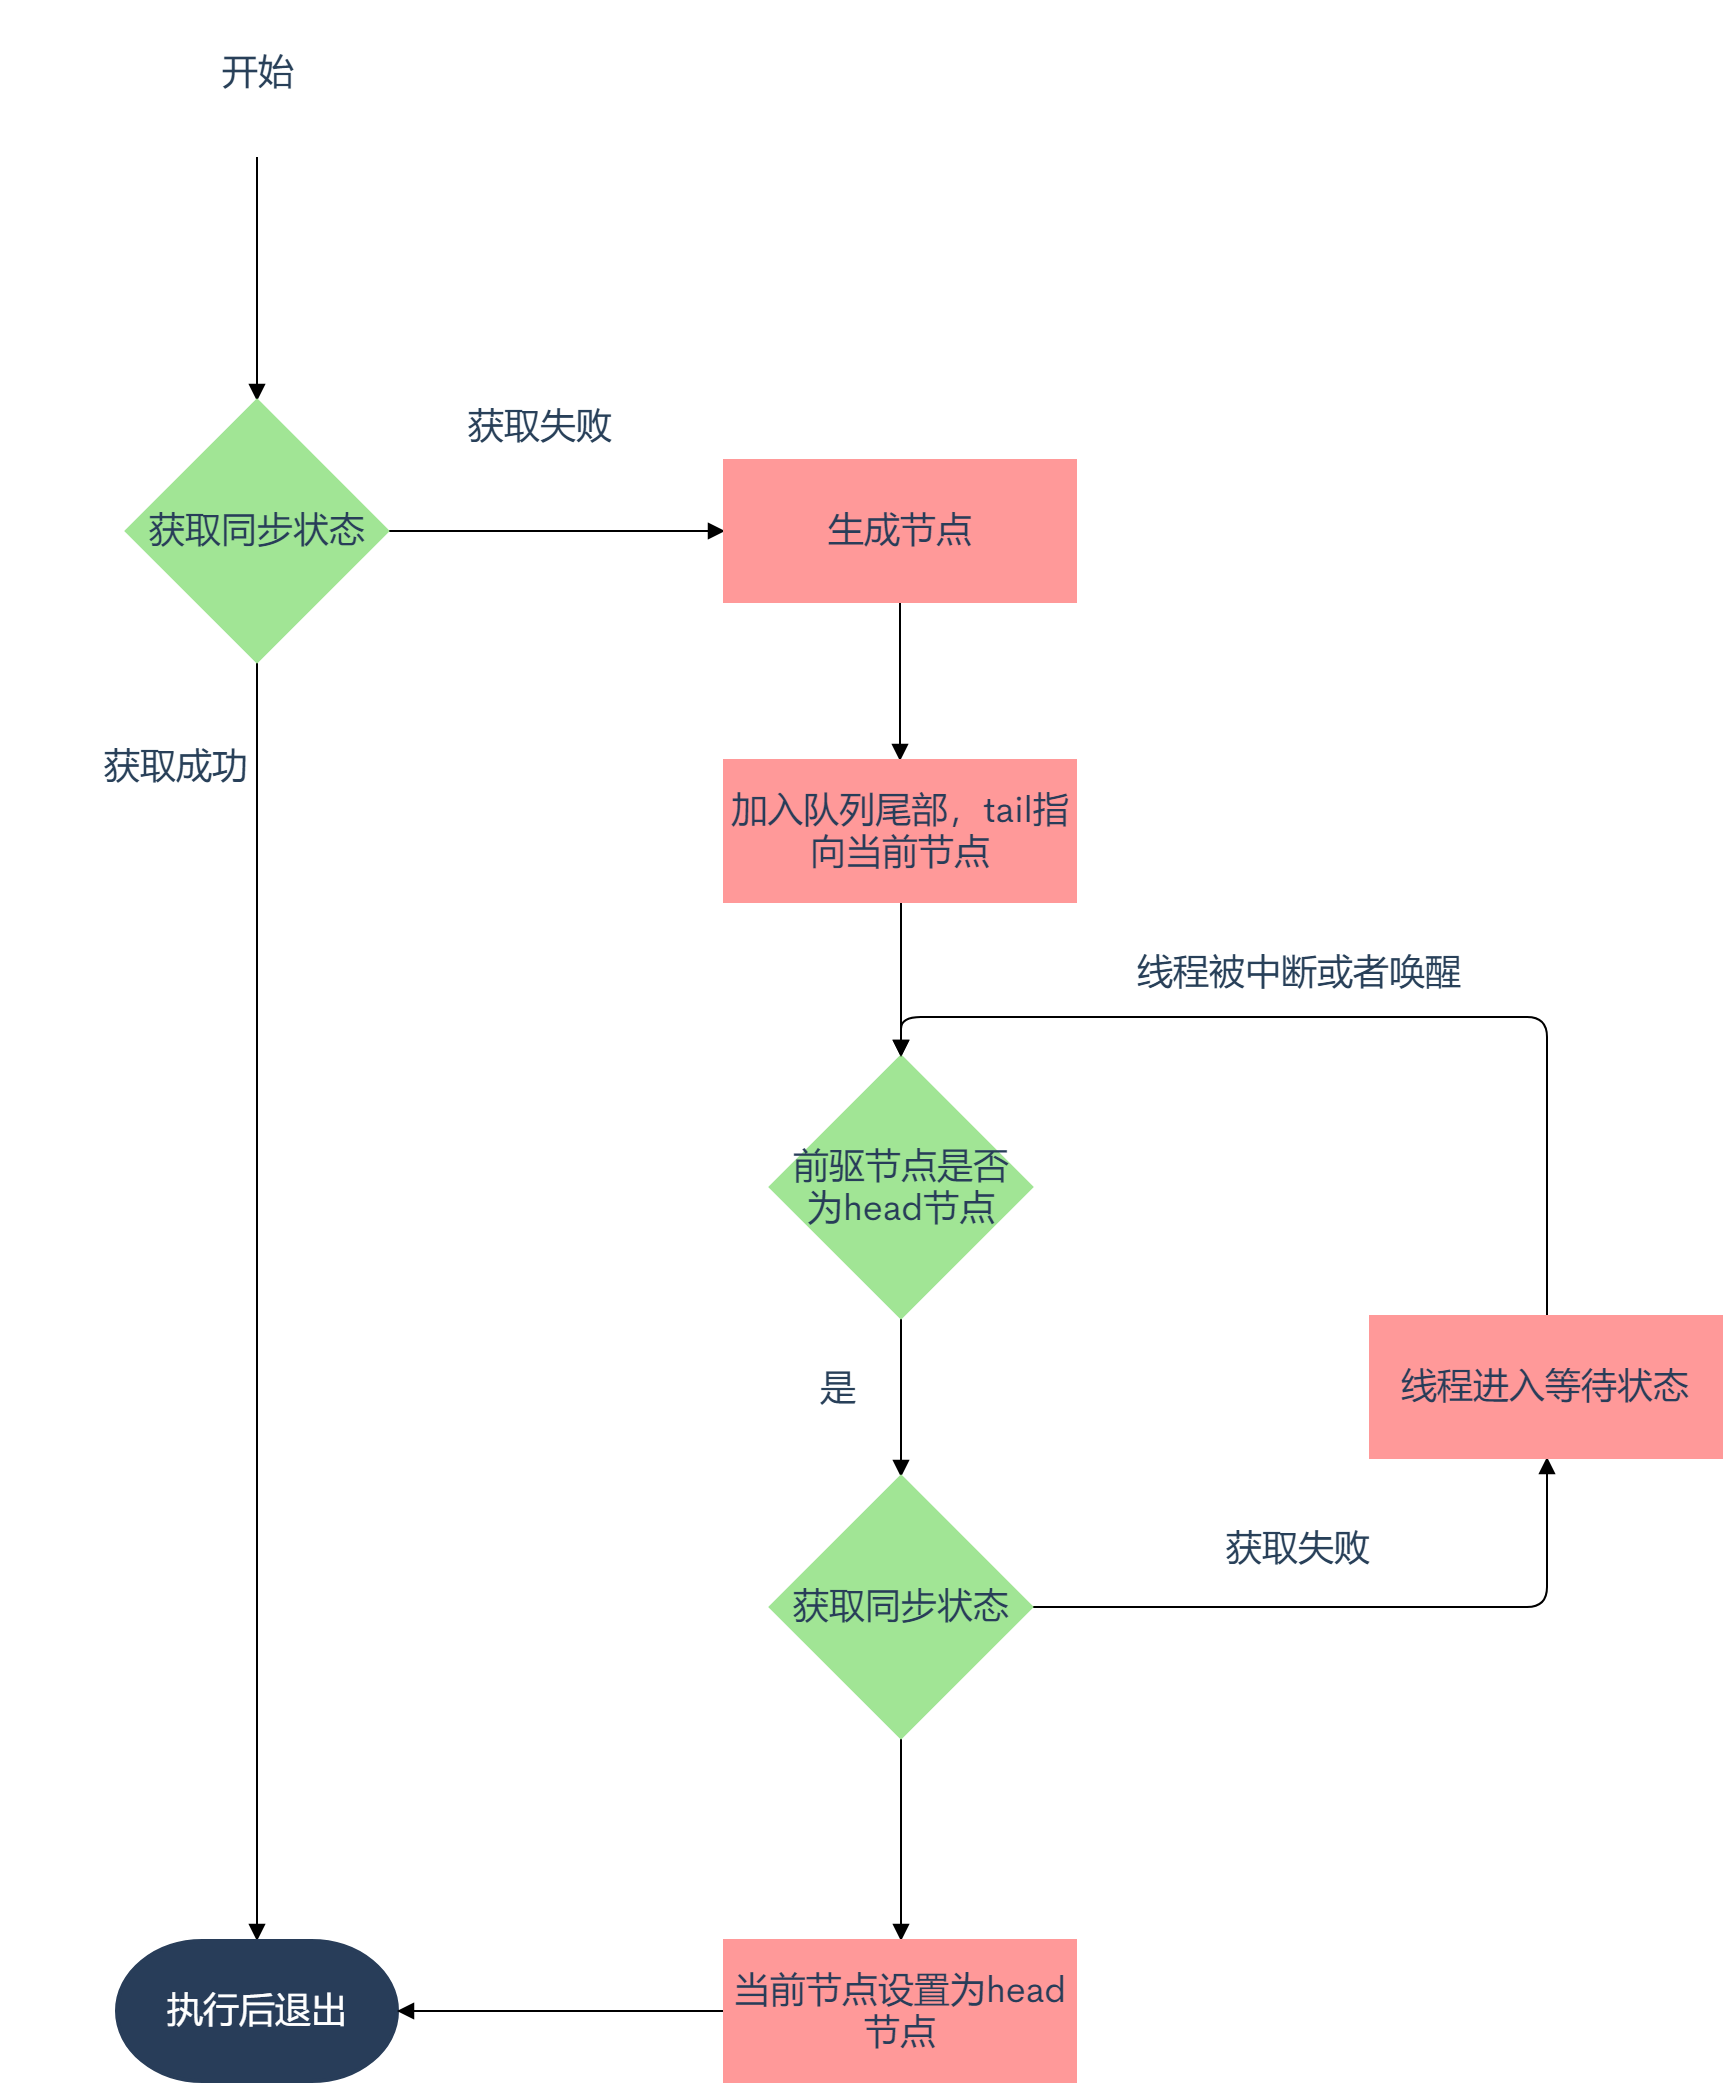 开始
获取失败
获取同步状态
生成节点
获取成功
加入队列尾部，tail指
向当前节点
线程被中断或者唤醒
前驱节点是否
为head节点
是
线程进入等待状态
获取失败
获取同步状态
执行后退出
当前节点设置为head
节点